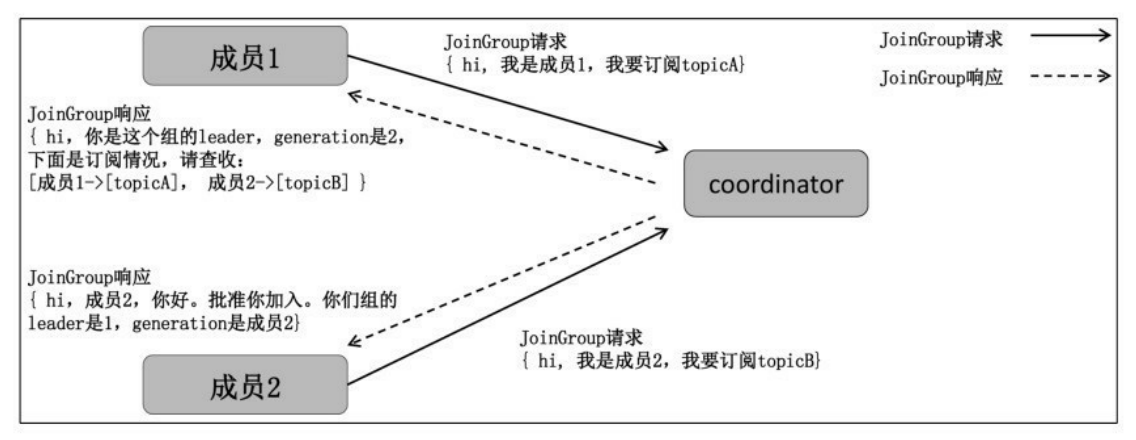 成员1
JoinGroup请求
{ hi, 我是成员1，我要订阅topicA}
JoinGroup请求
JoinGroup响应
JoinGroup响应
{ hi, 你是这个组的leader，generation是2，
下面是订阅情况，请查收：
[成员1->[topicA]， 成员2->[topicB] }
coordinator
JoinGroup响应
{ hi, 成员2，你好。批准你加入。你们组的
leader是1，generation是成员2}
JoinGroup请求
{ hi, 我是成员2，我要订阅topicB}
成员2